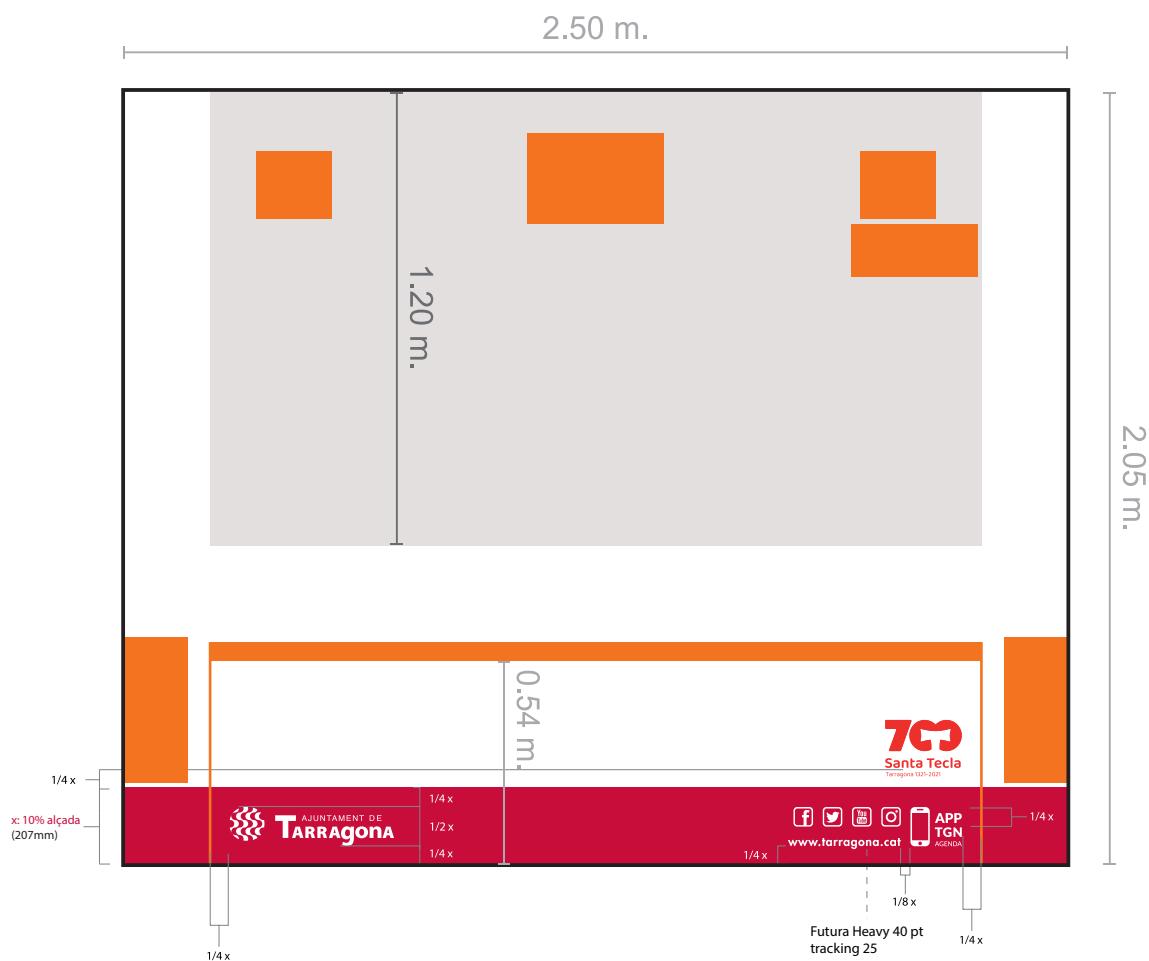 2.50 m.
1.20 m.
2.05 m.
0.54 m.
700
Santa Tecla
Tarragona 1321-2021
1/4 x
x: 10% alçada
(207mm)
AJUNTAMENT DE
TARRAgONA
1/4 x
1/2 x
1/4 x
You
Tube
APP
TGN
AGENDA
www.tarragona.cat
1/4 x
1/4 x
1/8 x
Futura Heavy 40 pt
tracking 25
1/4 x
1/4 x